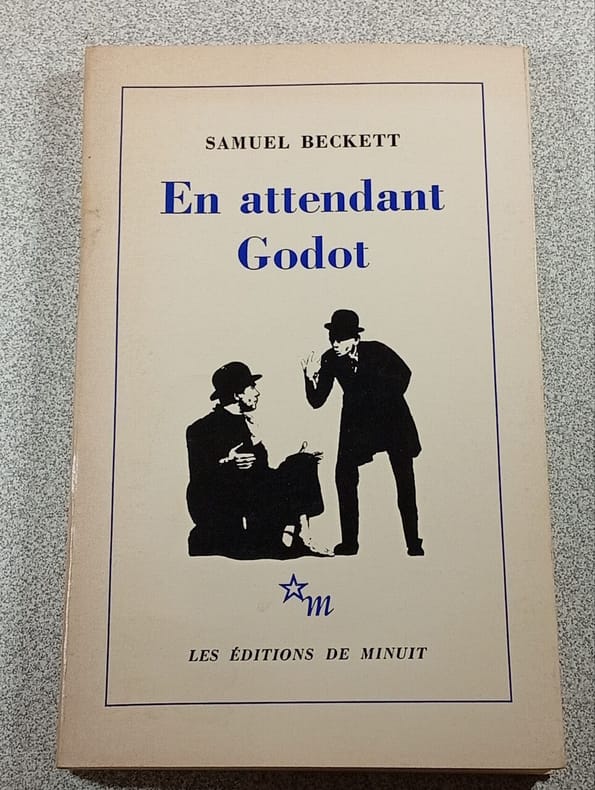 SAMUEL BECKETT
En attendant
Godot
m
LES ÉDITIONS DE MINUIT